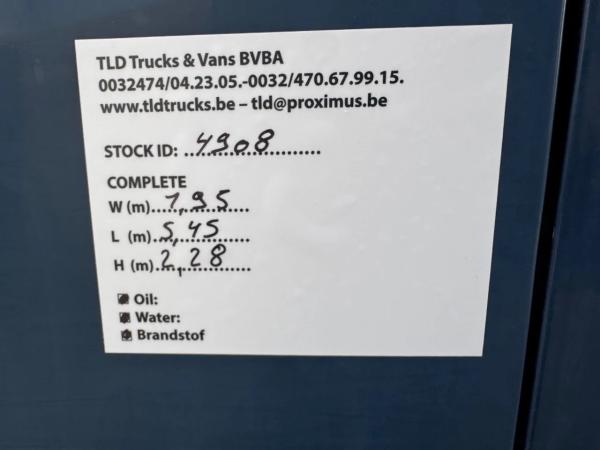 TLD Trucks & Vans BVBA
0032474/04.23.05.-0032/470.67.99.15.
www.tldtrucks.be – tld@proximus.be
STOCK ID: 4908
COMPLETE
W (m) 1,95
L (m) 5,45
H (m) 2,28
Oil:
Water:
Brandstof